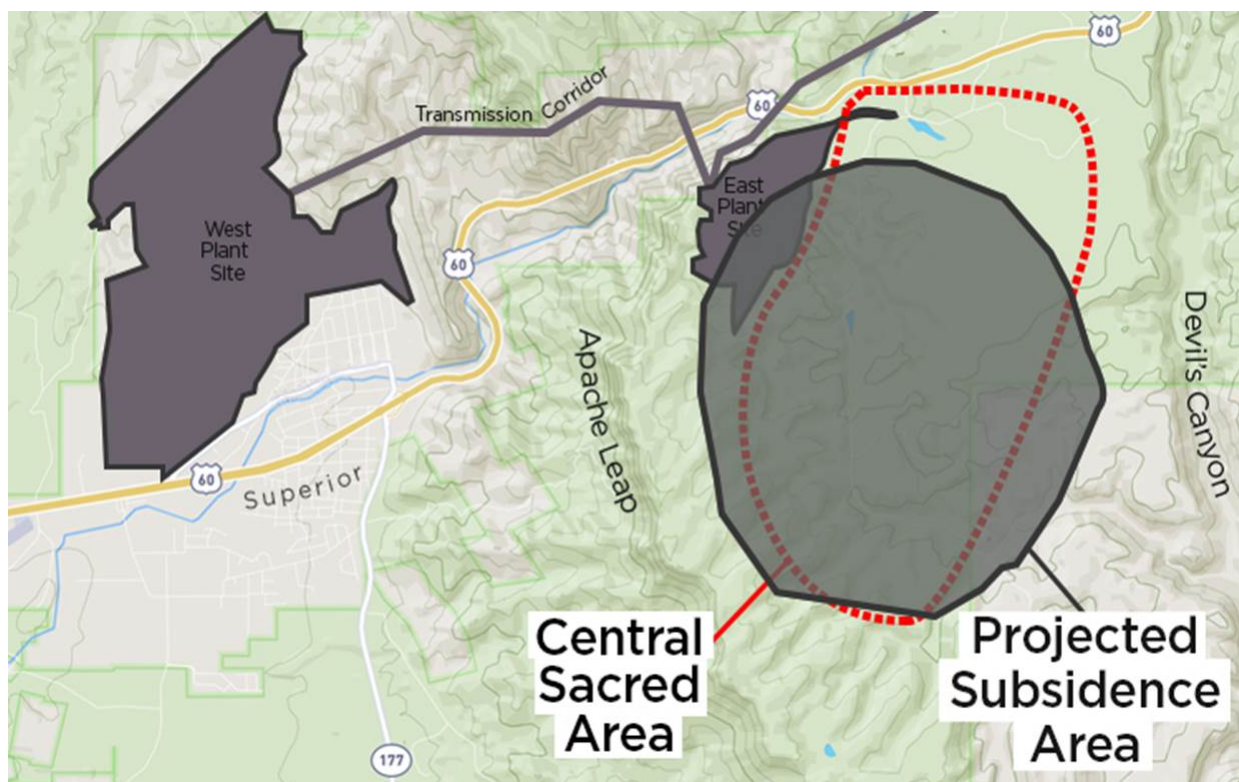 60
Transmission Corridor
60
60
West
Plant
Site
East
Plant
Site
60
Apache Leap
Devil's Canyon
60
Superior
Central
Sacred
Area
Projected
Subsidence
Area
177